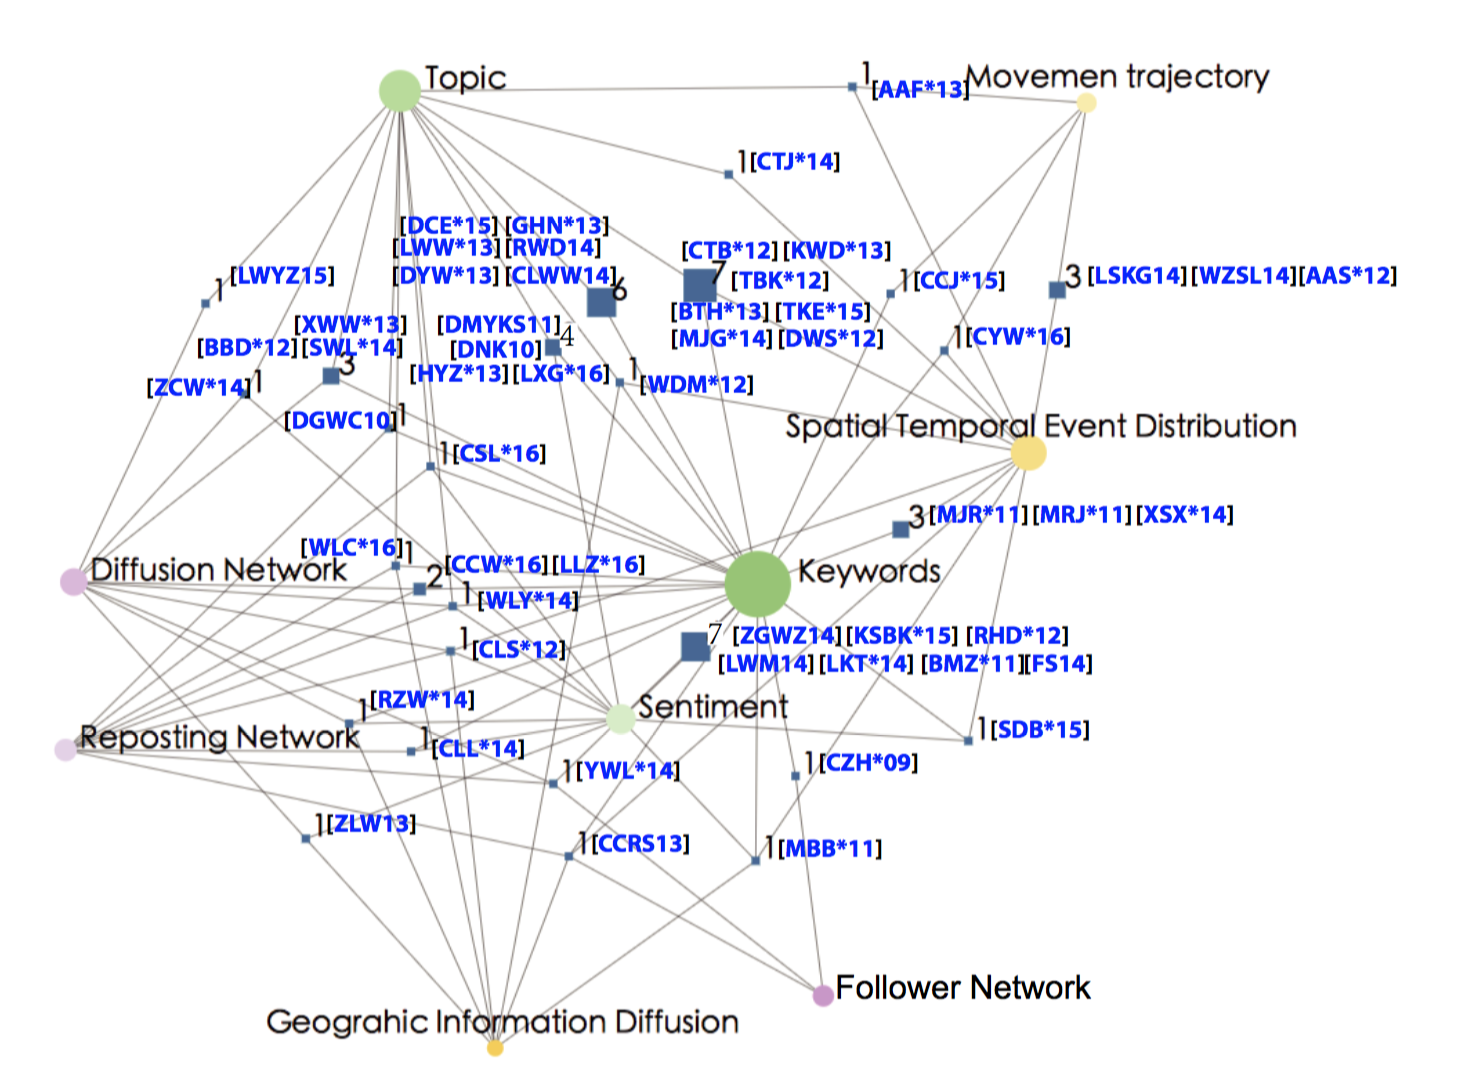 Topic
1
[AAF*13]
Movemen trajectory
1
[CTJ*14]
[DCE*15] [GHN*13]
[LWW*13] [RWD14]
[DYW*13] [CLWW14]
6
[CTB*12] [KWD*13]
7
[TBK*12]
[BTH*13] [TKE*15]
[MJG*14] [DWS*12]
1
[CCJ*15]
3
[LSKG14] [WZSL14][AAS*12]
1
[LWYZ15]
[XWW*13]
[BBD*12] [SWL*14]
3
[DMYKS11]
4
[DNK10]
[HYZ*13] [LXG*16]
1
[WDM*12]
1
[CYW*16]
[ZCW*14]
1
[DGWC10]
1
Spatial Temporal Event Distribution
1
[CSL*16]
3
[MJR*11] [MRJ*11] [XSX*14]
[WLC*16]
1
Diffusion Network
2
[CCW*16] [LLZ*16]
Keywords
1
[WLY*14]
1
[CLS*12]
7
[ZGWZ14] [KSBK*15] [RHD*12]
[LWM14] [LKT*14] [BMZ*11][FS14]
1
[RZW*14]
Sentiment
Reposting Network
1
[CLL*14]
1
[SDB*15]
1
[YWL*14]
1
[CZH*09]
1
[ZLW13]
1
[CCRS13]
1
[MBB*11]
Follower Network
Geograhic Information Diffusion